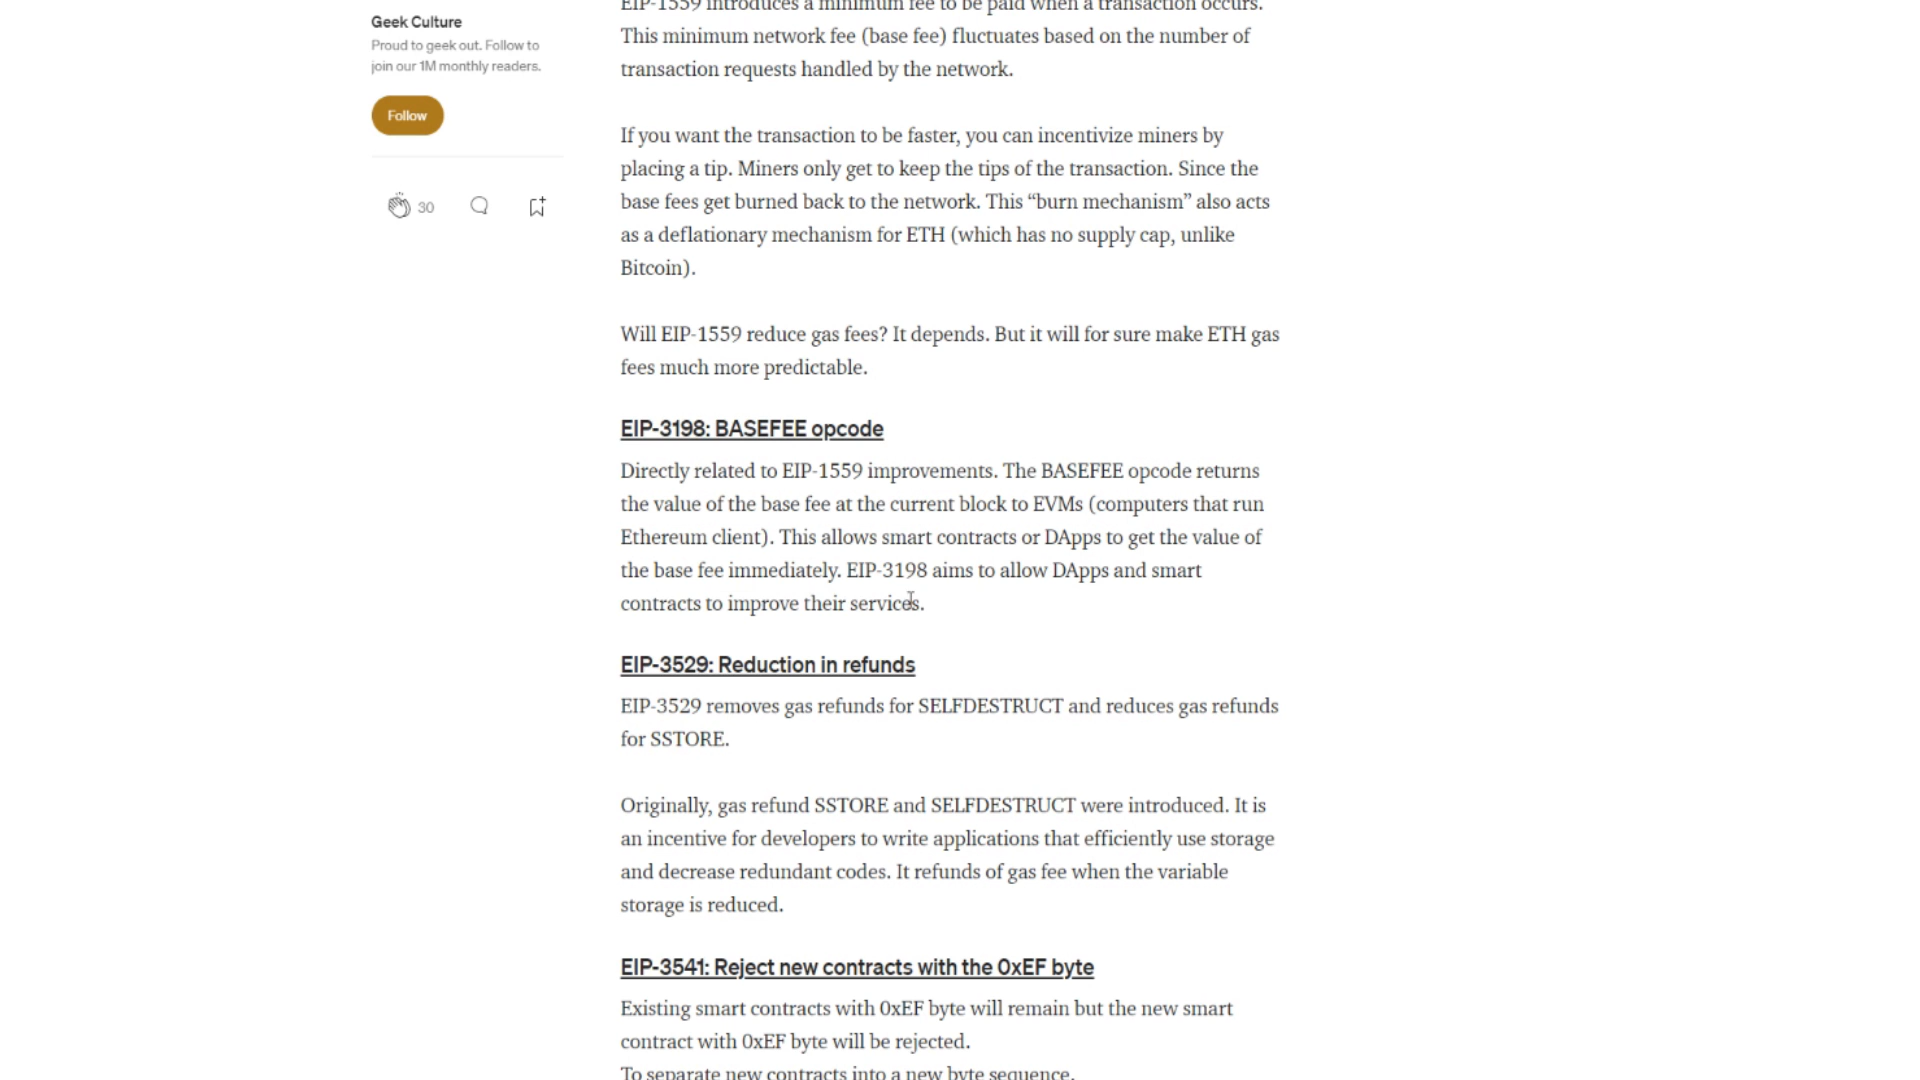 Geek Culture
Proud to geek out. Follow to
join our 1M monthly readers.
Follow
30
EIP-1559 introduces a minimum fee to be paid when a transaction occurs.
This minimum network fee (base fee) fluctuates based on the number of
transaction requests handled by the network.
If you want the transaction to be faster, you can incentivize miners by
placing a tip. Miners only get to keep the tips of the transaction. Since the
base fees get burned back to the network. This “burn mechanism” also acts
as a deflationary mechanism for ETH (which has no supply cap, unlike
Bitcoin).
Will EIP-1559 reduce gas fees? It depends. But it will for sure make ETH gas
fees much more predictable.
EIP-3198: BASEFEE opcode
Directly related to EIP-1559 improvements. The BASEFEE opcode returns
the value of the base fee at the current block to EVMs (computers that run
Ethereum client). This allows smart contracts or DApps to get the value of
the base fee immediately. EIP-3198 aims to allow DApps and smart
contracts to improve their services.
EIP-3529: Reduction in refunds
EIP-3529 removes gas refunds for SELFDESTRUCT and reduces gas refunds
for SSTORE.
Originally, gas refund SSTORE and SELFDESTRUCT were introduced. It is
an incentive for developers to write applications that efficiently use storage
and decrease redundant codes. It refunds of gas fee when the variable
storage is reduced.
EIP-3541: Reject new contracts with the 0xEF byte
Existing smart contracts with 0xEF byte will remain but the new smart
contract with 0xEF byte will be rejected.
To separate new contracts into a new byte sequence.